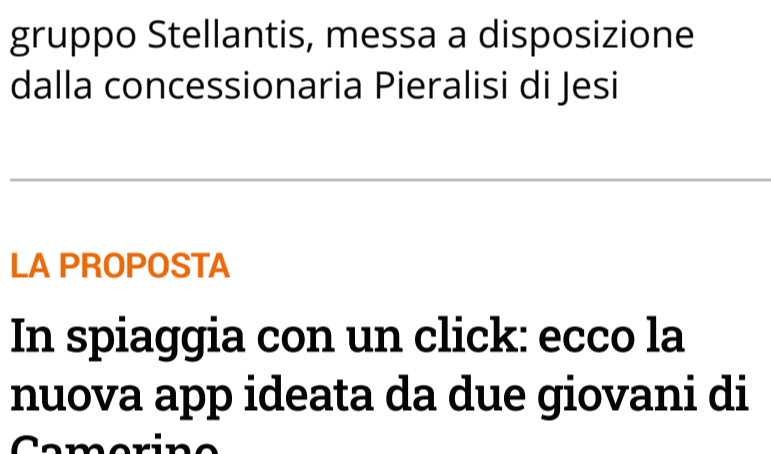 gruppo Stellantis, messa a disposizione
dalla concessionaria Pieralisi di Jesi
LA PROPOSTA
In spiaggia con un click: ecco la
nuova app ideata da due giovani di
Camerino